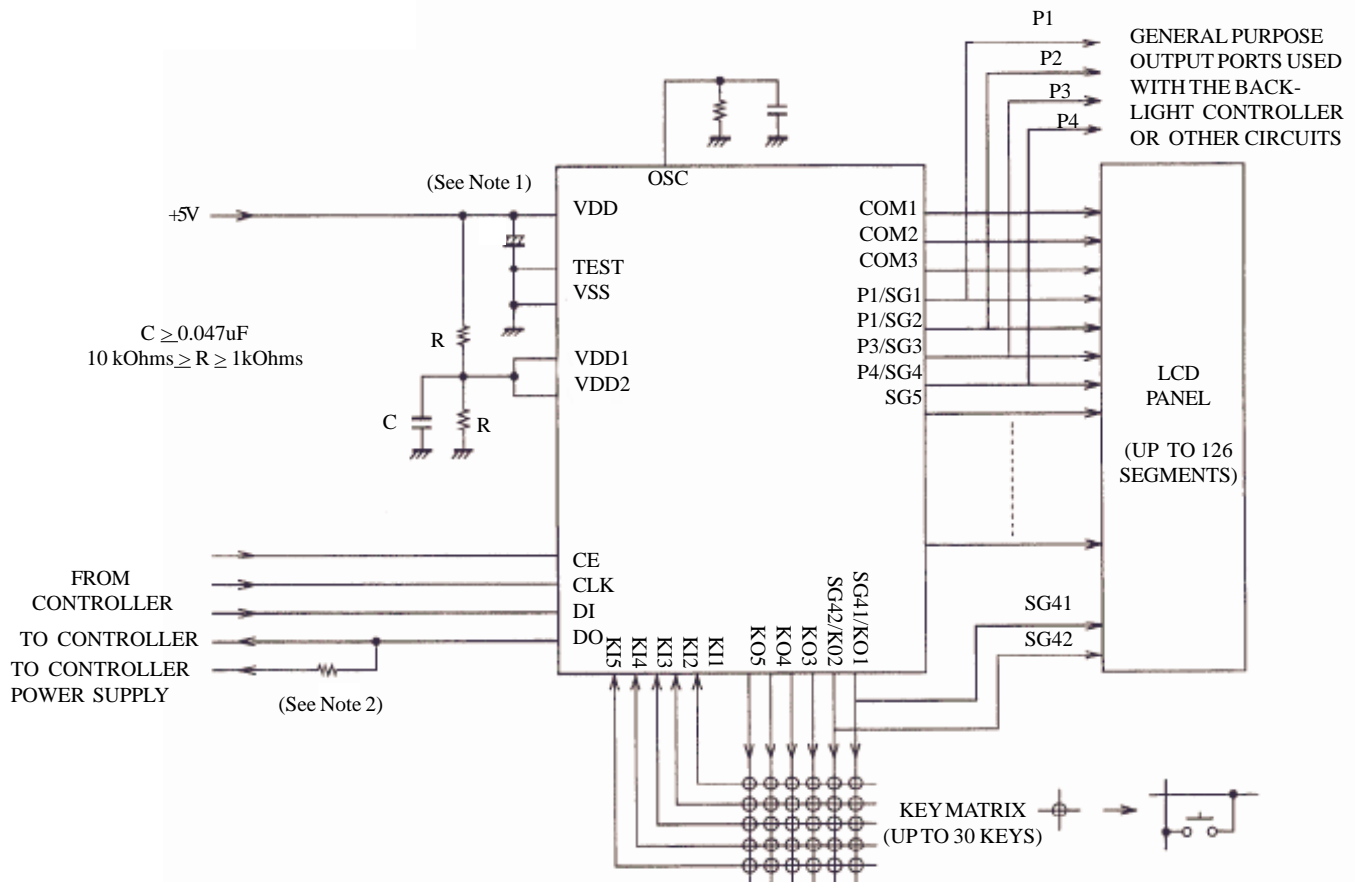 P1
GENERAL PURPOSE
OUTPUT PORTS USED
WITH THE BACK-
LIGHT CONTROLLER
OR OTHER CIRCUITS
P2
P3
P4
OSC
(See Note 1)
+5V
VDD
TEST
VSS
C ≥ 0.047uF
10 kOhms ≥ R ≥ 1kOhms
R
VDD1
VDD2
C
R
COM1
COM2
COM3
P1/SG1
P1/SG2
P3/SG3
P4/SG4
SG5
LCD
PANEL
(UP TO 126
SEGMENTS)
FROM
CONTROLLER
TO CONTROLLER
TO CONTROLLER
POWER SUPPLY
(See Note 2)
CE
CLK
DI
DO
KI5
KI4
KI3
KI2
KI1
KO5
KO4
KO3
SG42/K02
SG41/KO1
SG41
SG42
KEY MATRIX
(UP TO 30 KEYS)